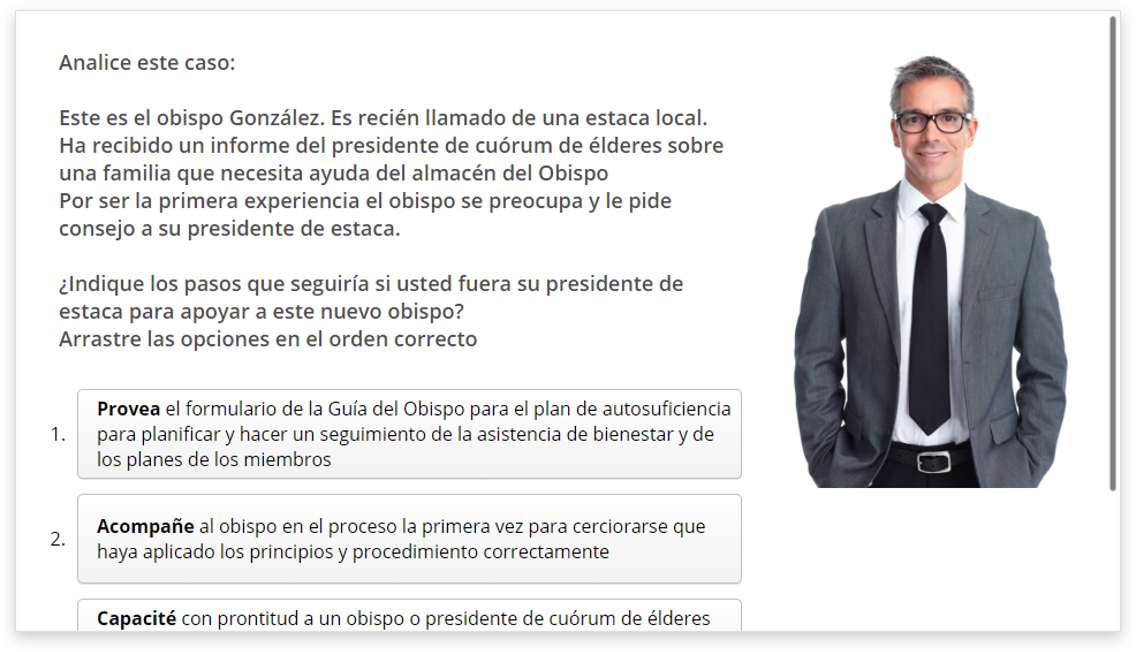 Analice este caso:
Este es el obispo González. Es recién llamado de una estaca local.
Ha recibido un informe del presidente de cuórum de élderes sobre
una familia que necesita ayuda del almacén del Obispo
Por ser la primera experiencia el obispo se preocupa y le pide
consejo a su presidente de estaca.
¿Indique los pasos que seguiría si usted fuera su presidente de
estaca para apoyar a este nuevo obispo?
Arrastre las opciones en el orden correcto
1. Provea el formulario de la Guía del Obispo para el plan de autosuficiencia
para planificar y hacer un seguimiento de la asistencia de bienestar y de
los planes de los miembros
2. Acompañe al obispo en el proceso la primera vez para cerciorarse que
haya aplicado los principios y procedimiento correctamente
Capacité con prontitud a un obispo o presidente de cuórum de élderes